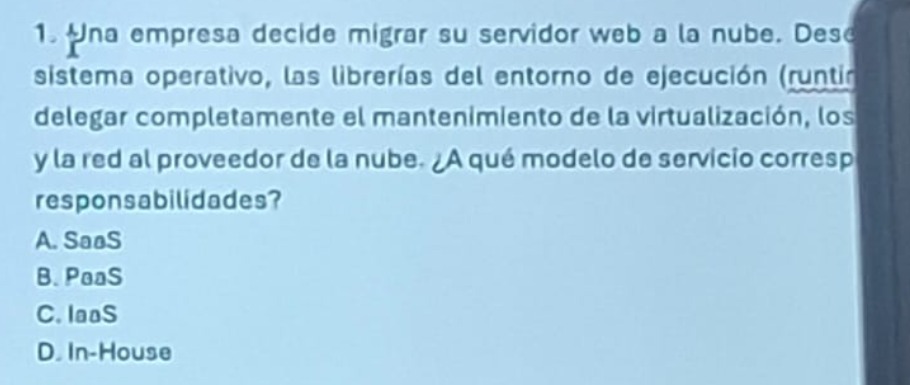 1. Una empresa decide migrar su servidor web a la nube.
sistema operativo, las librerías del entorno de ejecución
delegar completamente el mantenimiento de la virtualización, los
y la red al proveedor de la nube. ¿A qué modelo de servicio
responsabilidades?
A. SaaS
B. PaaS
C. IaaS
D. In-House